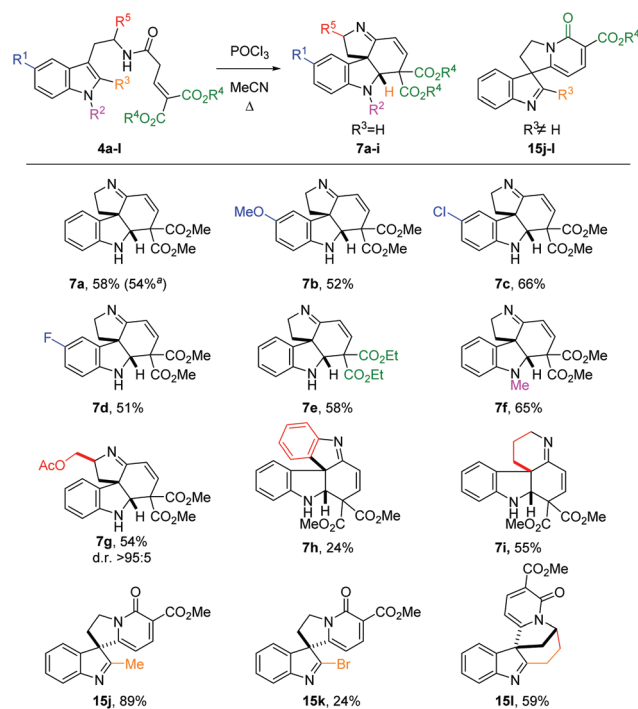 R⁵
O
R¹
N
H
R³
N
R²
CO₂R⁴
R⁴O₂C
4a-l
POCl₃
MeCN
Δ
R⁵
N
R¹
CO₂R⁴
CO₂R⁴
N
H
R²
R³=H
7a-i
O
CO₂R⁴
N
R³
N
R³≠ H
15j-l
N
CO₂Me
CO₂Me
N
H
H
7a, 58% (54%ᵃ)
N
MeO
CO₂Me
CO₂Me
N
H
H
7b, 52%
N
Cl
CO₂Me
CO₂Me
N
H
H
7c, 66%
N
F
CO₂Me
CO₂Me
N
H
H
7d, 51%
N
CO₂Et
CO₂Et
N
H
H
7e, 58%
N
CO₂Me
CO₂Me
N
H
Me
7f, 65%
N
AcO
CO₂Me
CO₂Me
N
H
H
7g, 54%
d.r. >95:5
N
N
H
H
MeO₂C
CO₂Me
7h, 24%
N
N
H
H
MeO₂C
CO₂Me
7i, 55%
O
CO₂Me
N
Me
N
15j, 89%
O
CO₂Me
N
Br
N
15k, 24%
CO₂Me
O
N
N
15l, 59%